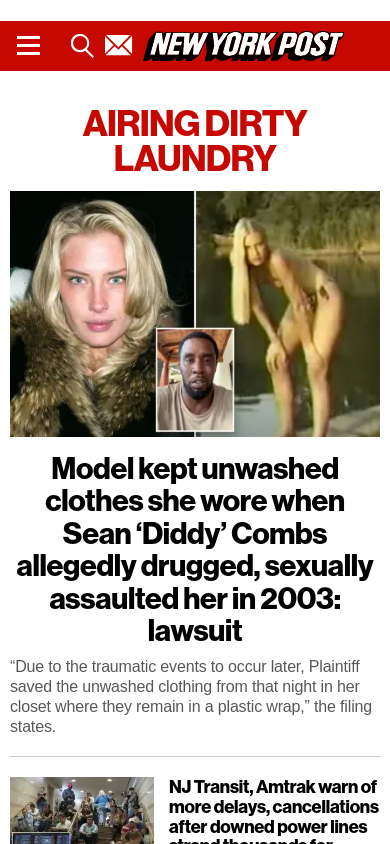 NEW YORK POST
AIRING DIRTY
LAUNDRY
Model kept unwashed
clothes she wore when
Sean ‘Diddy’ Combs
allegedly drugged, sexually
assaulted her in 2003:
lawsuit
“Due to the traumatic events to occur later, Plaintiff
saved the unwashed clothing from that night in her
closet where they remain in a plastic wrap,” the filing
states.
NJ Transit, Amtrak warn of
more delays, cancellations
after downed power lines
strand thousands for